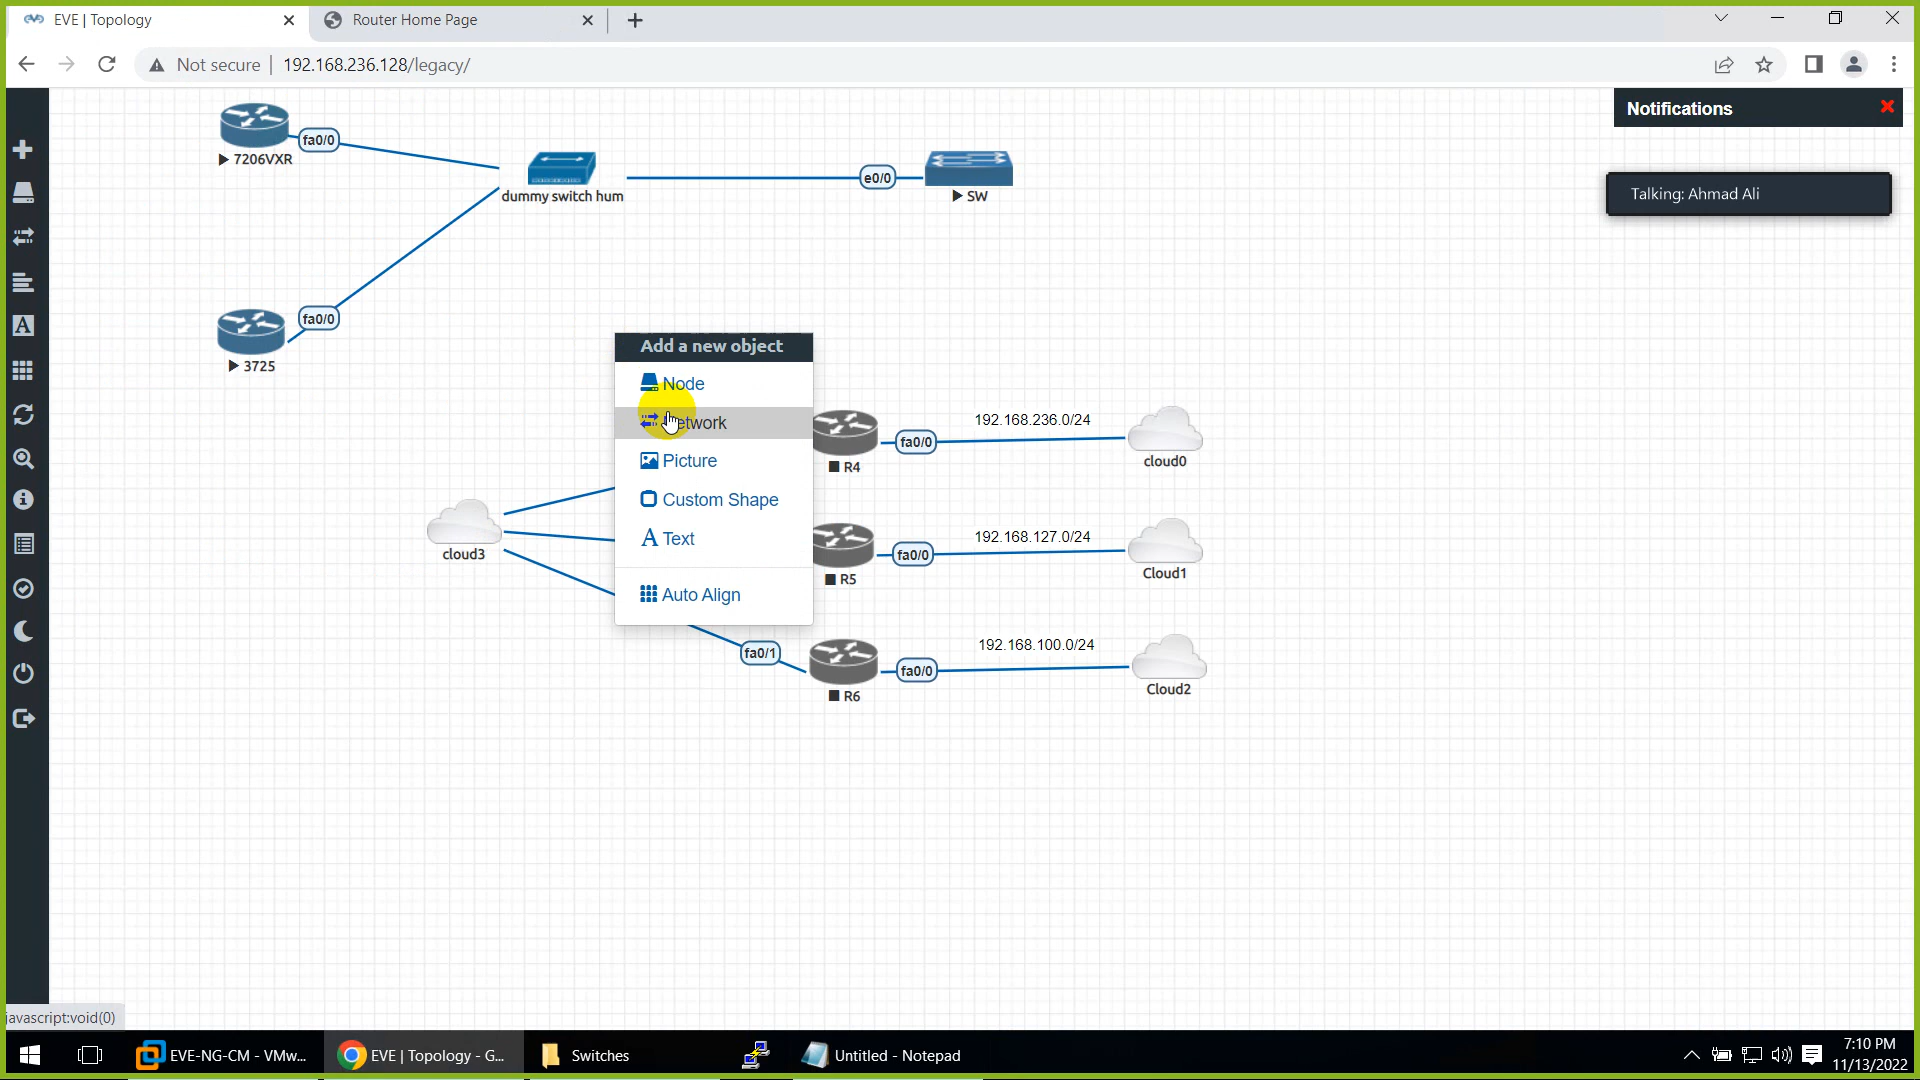 EVE | Topology
Router Home Page
Not secure
192.168.236.128/legacy/
Notifications
Talking: Ahmad Ali
fa0/0
7206VXR
dummy switch hum
e0/0
SW
fa0/0
3725
Add a new object
Node
etwork
Picture
Custom Shape
Text
Auto Align
192.168.236.0/24
fa0/0
R4
cloud0
cloud3
192.168.127.0/24
fa0/0
R5
Cloud1
192.168.100.0/24
fa0/1
fa0/0
R6
Cloud2
javascript:void(0)
EVE-NG-CM - VMw...
EVE | Topology - G...
Switches
Untitled - Notepad
7:10 PM
11/13/2022